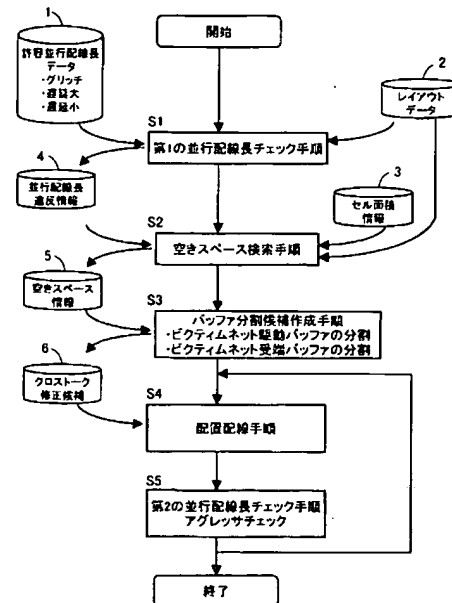 1
許容並行配線長
データ
・グリッチ
・遅延大
・遅延小
開始
2
レイアウト
データ
S1
第1の並行配線長チェック手順
4
並行配線長
違反情報
3
セル面積
情報
S2
空きスペース検索手順
5
空きスペース
情報
S3
バッファ分割候補作成手順
・ビクティムネット駆動バッファの分割
・ビクティムネット受端バッファの分割
6
クロストーク
修正候補
S4
配置配線手順
S5
第2の並行配線長チェック手順
アグレッサチェック
終了